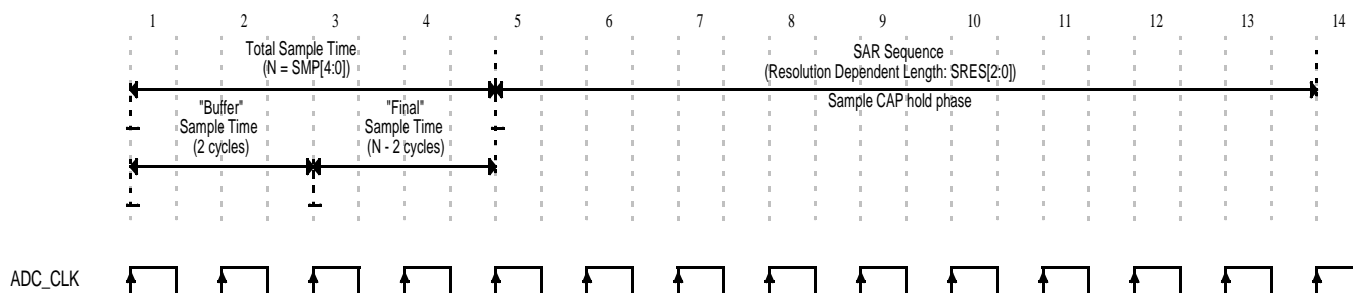 1 2 3 4 5 6 7 8 9 10 11 12 13 14
Total Sample Time
(N = SMP[4:0])
SAR Sequence
(Resolution Dependent Length: SRES[2:0])
Sample CAP hold phase
"Buffer"
Sample Time
(2 cycles)
"Final"
Sample Time
(N - 2 cycles)
ADC_CLK